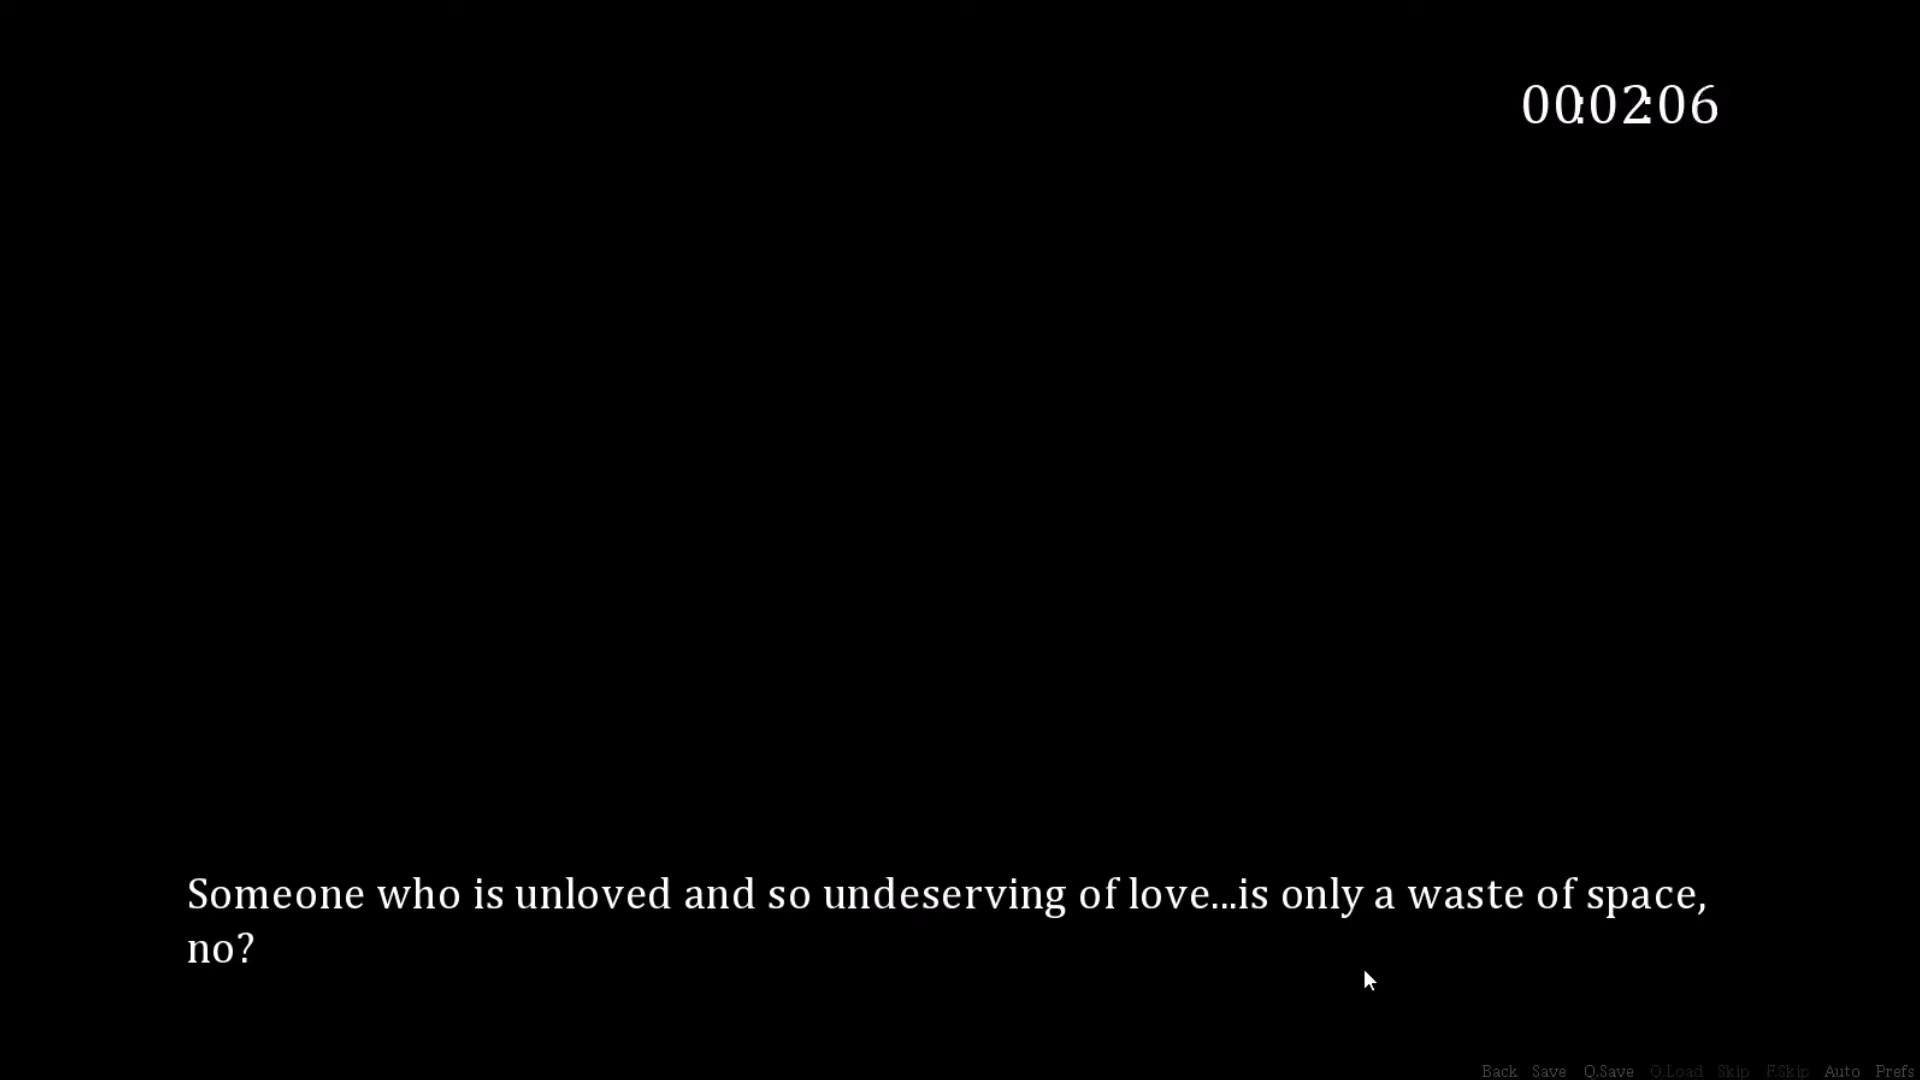 00:02:06
Someone who is unloved and so undeserving of love...is only a waste of space,
no?
Back Save Q.Save Q.Load Skip F.Skip Auto Prefs